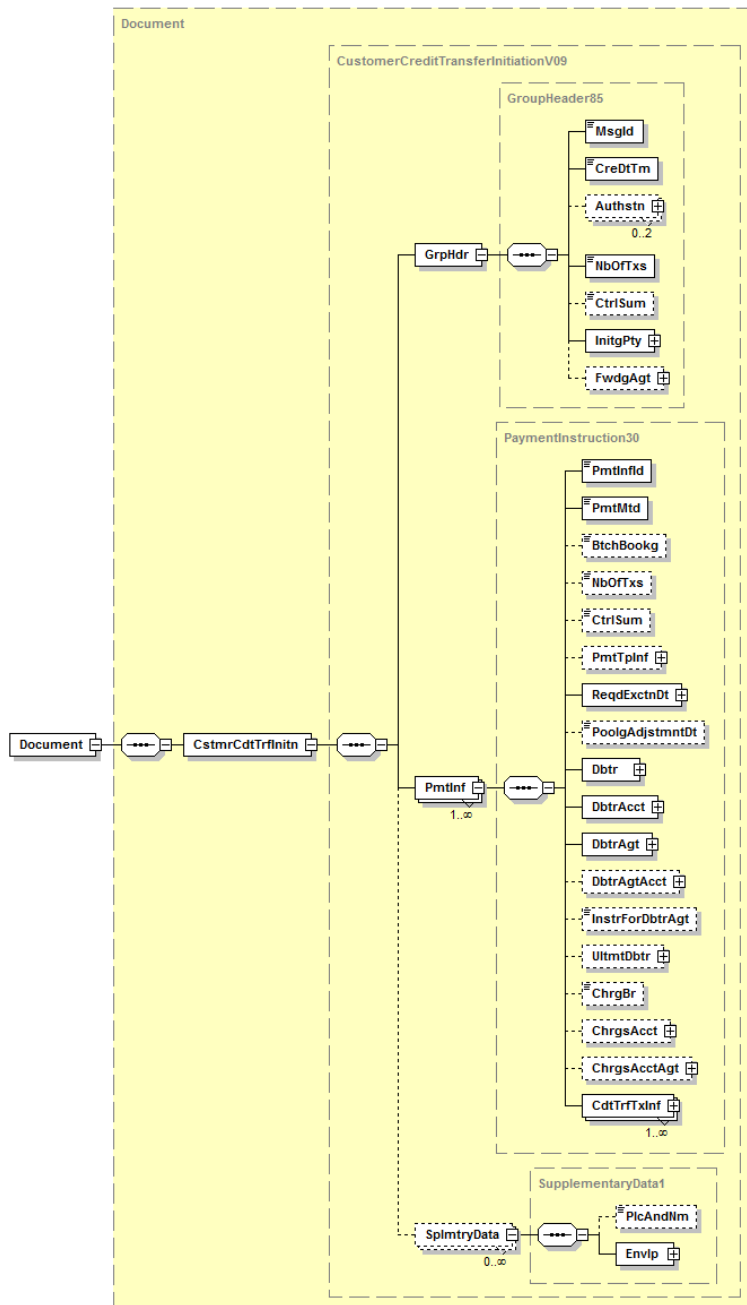 Document
CustomerCreditTransferInitiationV09
GroupHeader85
MsgId
CreDtTm
Authstn
0..2
GrpHdr
NbOfTxs
CtrlSum
InitgPty
FwdgAgt
PaymentInstruction30
PmtInfId
PmtMtd
BtchBookg
NbOfTxs
CtrlSum
PmtTpInf
ReqdExctnDt
PoolgAdjstmntDt
Document
CstmrCdtTrfInitn
PmtInf
1..∞
Dbtr
DbtrAcct
DbtrAgt
DbtrAgtAcct
InstrForDbtrAgt
UltmtDbtr
ChrgBr
ChrgsAcct
ChrgsAcctAgt
CdtTrfTxInf
1..∞
SupplementaryData1
PlcAndNm
SplmtryData
0..∞
Envlp